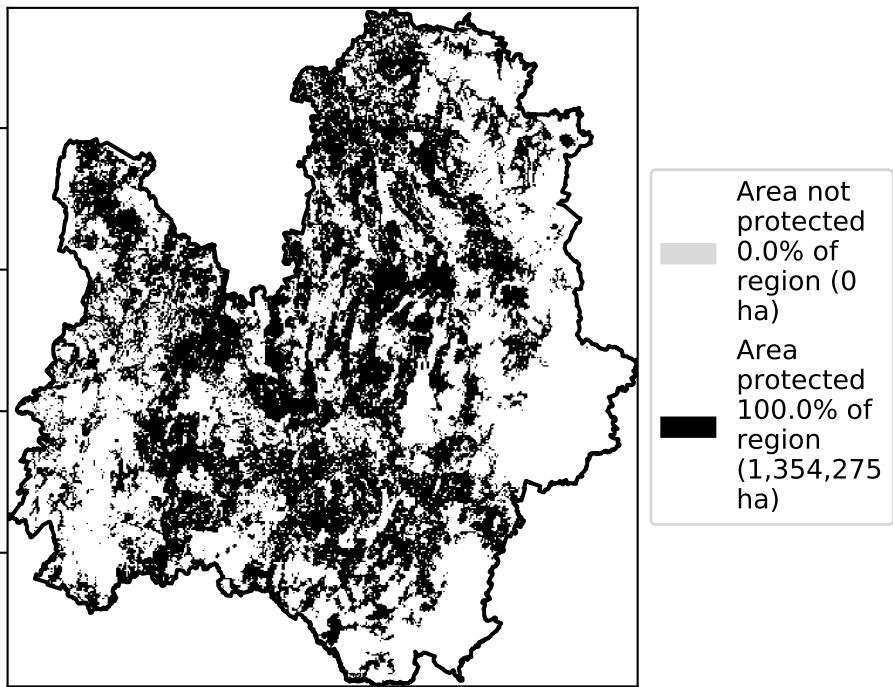 Area not
protected
0.0% of
region (0
ha)
Area
protected
100.0% of
region
(1,354,275
ha)